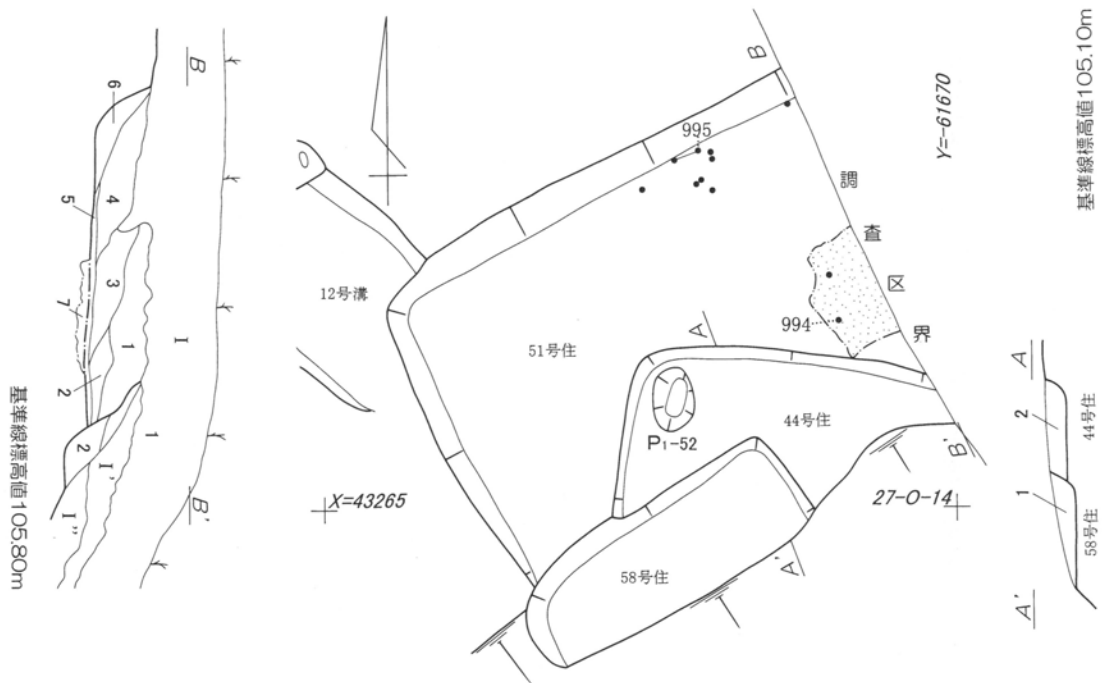 B
6
5
4
3
7
1
2
I
1
2
I'
I''
B'
基準線標高値105.80m
12号溝
51号住
995
B
調査区界
Y=-61670
994
A
44号住
P1-52
B'
X=43265
27-O-14
58号住
A'
基準線標高値105.10m
A
2
44号住
1
58号住
A'